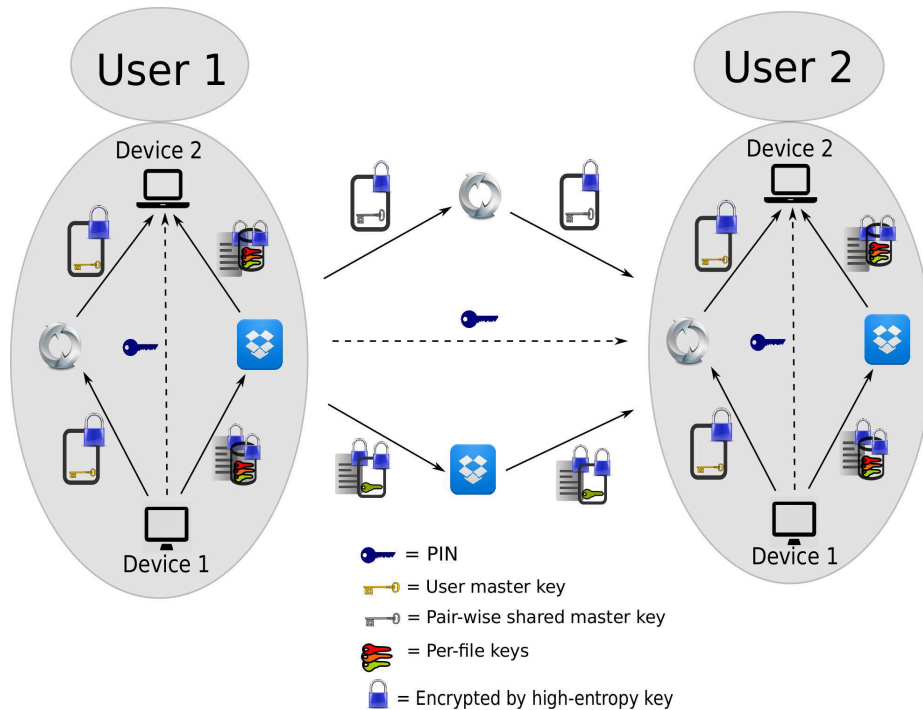 User 1
User 2
Device 2
Device 2
Device 1
Device 1
= PIN
= User master key
= Pair-wise shared master key
= Per-file keys
= Encrypted by high-entropy key